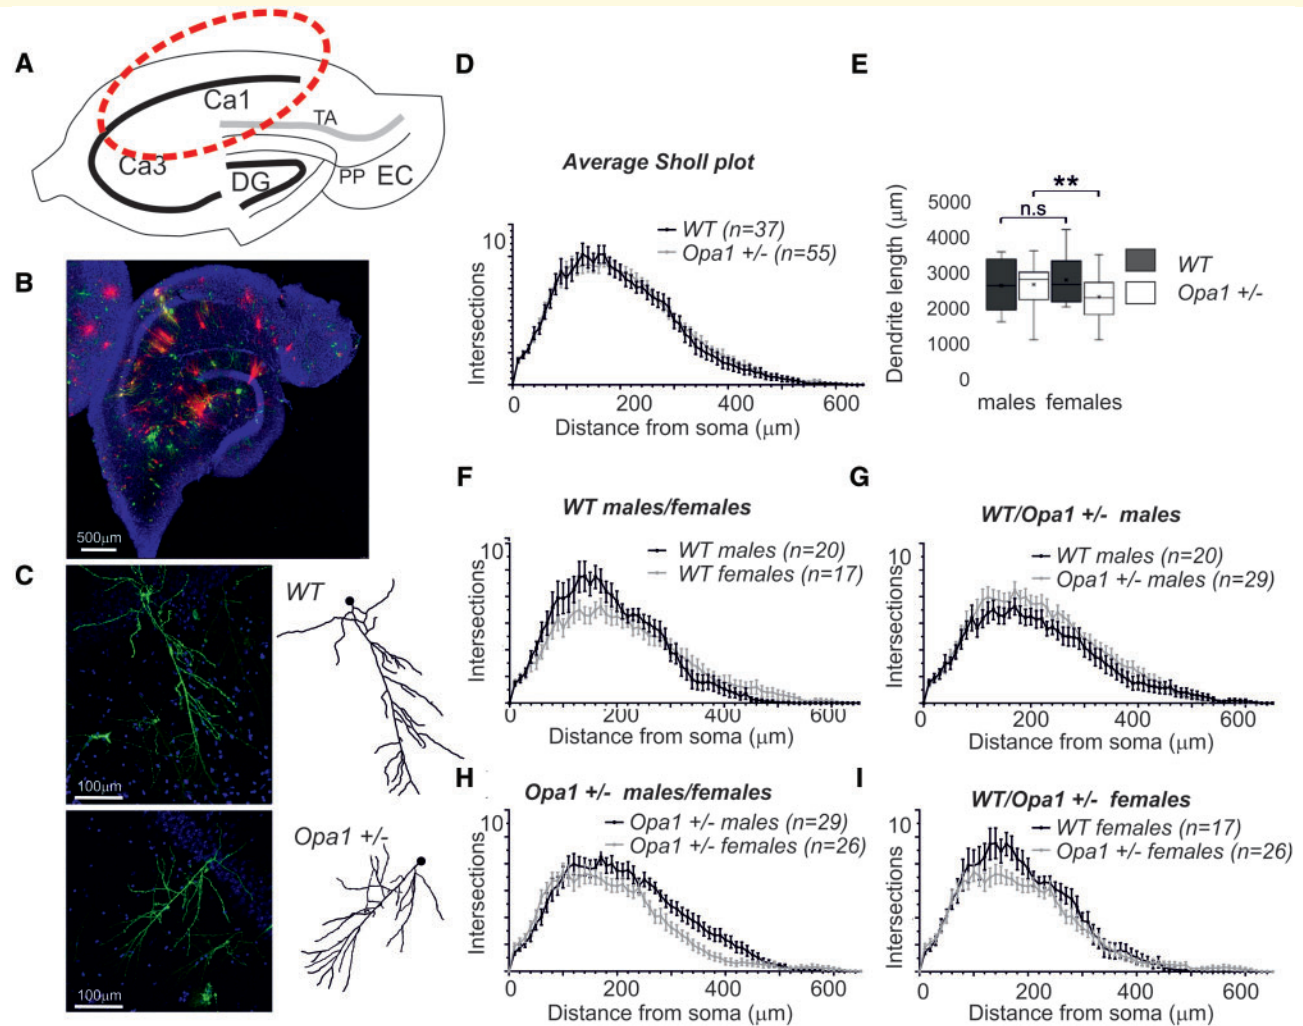 A
Ca1
TA
Ca3
DG
PP
EC
B
500μm
C
WT
100μm
Opa1 +/-
100μm
D
Average Sholl plot
WT (n=37)
Opa1 +/- (n=55)
10
Intersections
0
200
400
600
Distance from soma (μm)
E
Dendrite length (μm)
5000
4000
3000
2000
1000
0
**
n.s
WT
Opa1 +/-
males females
F
WT males/females
WT males (n=20)
WT females (n=17)
10
Intersections
0
200
400
600
Distance from soma (μm)
G
WT/Opa1 +/- males
WT males (n=20)
Opa1 +/- males (n=29)
10
Intersections
0
200
400
600
Distance from soma (μm)
H
Opa1 +/- males/females
Opa1 +/- males (n=29)
Opa1 +/- females (n=26)
10
Intersections
0
200
400
600
Distance from soma (μm)
I
WT/Opa1 +/- females
WT females (n=17)
Opa1 +/- females (n=26)
10
Intersections
0
200
400
600
Distance from soma (μm)